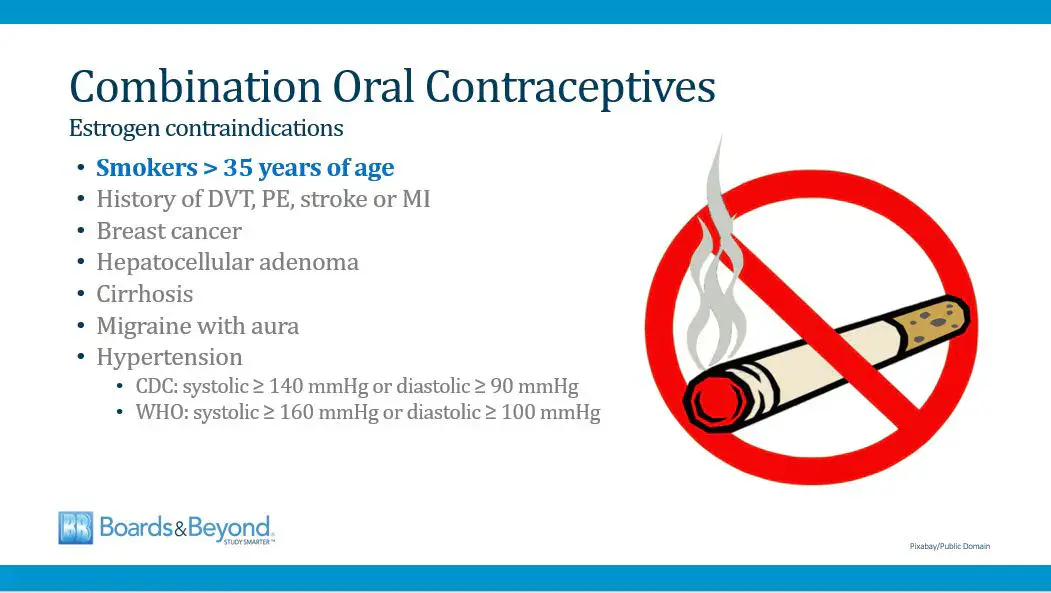 Combination Oral Contraceptives
Estrogen contraindications
• Smokers > 35 years of age
• History of DVT, PE, stroke or MI
• Breast cancer
• Hepatocellular adenoma
• Cirrhosis
• Migraine with aura
• Hypertension
• CDC: systolic ≥ 140 mmHg or diastolic ≥ 90 mmHg
• WHO: systolic ≥ 160 mmHg or diastolic ≥ 100 mmHg
BB Boards&Beyond®
STUDY SMARTER™
Pixabay/Public Domain